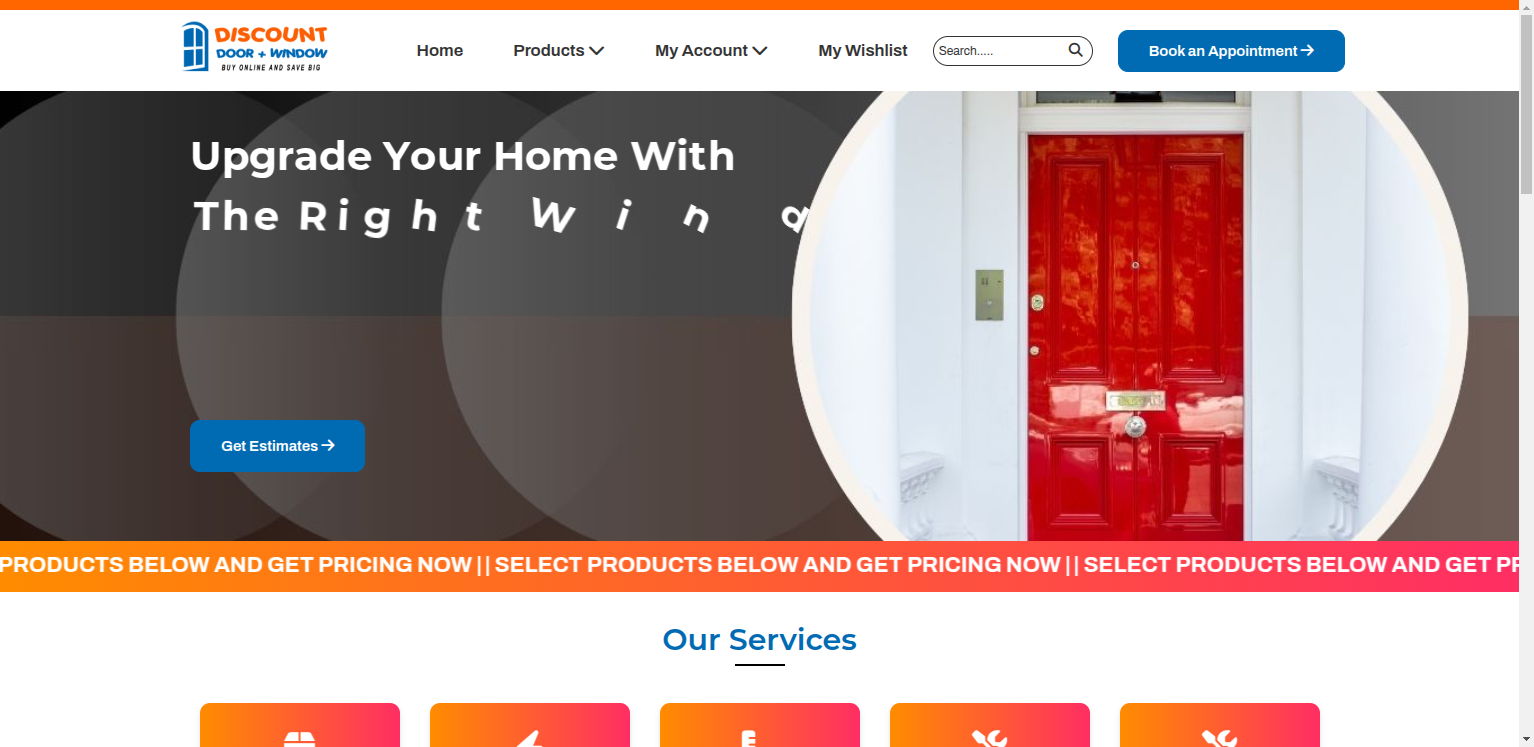 DISCOUNT
DOOR + WINDOW
BUY ONLINE AND SAVE BIG
Home
Products
My Account
My Wishlist
Search.....
Book an Appointment
Upgrade Your Home With
The Right Wind
Get Estimates
PRODUCTS BELOW AND GET PRICING NOW || SELECT PRODUCTS BELOW AND GET PRICING NOW || SELECT PRODUCTS BELOW AND GET PR
Our Services